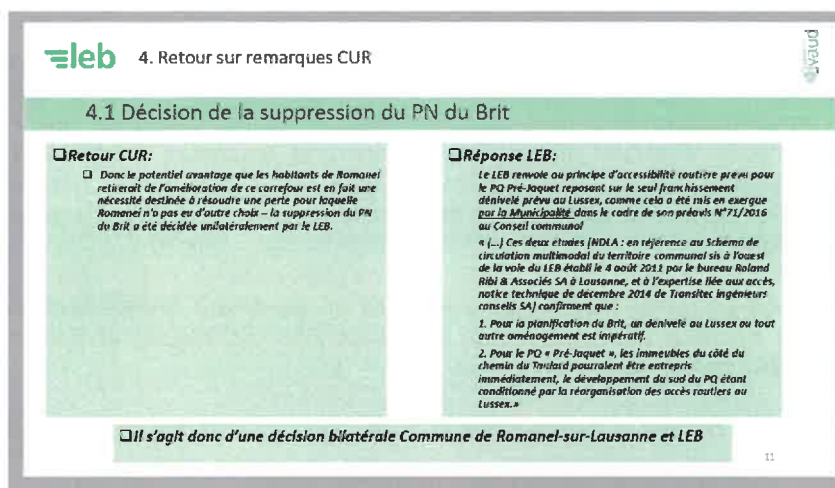 leb
4. Retour sur remarques CUR
vaud
4.1 Décision de la suppression du PN du Brit
❑Retour CUR:
❑ Donc le potentiel avantage que les habitants de Romanel
retirerait de l'amélioration de ce carrefour est en fait une
nécessité destinée à résoudre une perte pour laquelle
Romanel n'a pas eu d'autre choix – la suppression du PN
du Brit a été décidée unilatéralement par le LEB.
❑Réponse LEB:
Le LEB renvoie au principe d'accessibilité routière prévu pour
le PQ Pré-Jaquet reposant sur le seul franchissement
dénivelé prévu au Lussex, comme cela a été mis en exergue
par la Municipalité dans le cadre de son préavis N°71/2016
au Conseil communal
« (...) Ces deux études [NDLA : en référence au Schema de
circulation multimodal du territoire communal sis à l'ouest
de la voie du LEB établi le 4 août 2011 par le bureau Roland
Ribi & Associés SA à Lausanne, et à l'expertise liée aux accès,
notice technique de décembre 2014 de Transitec ingénieurs
conseils SA] confirment que :
1. Pour la planification du Brit, un dénivelé au Lussex ou tout
autre aménagement est impératif.
2. Pour le PQ « Pré-Jaquet », les immeubles du côté du
chemin du Taulard pourraient être entrepris
immédiatement, le développement du sud du PQ étant
conditionné par la réorganisation des accès routiers au
Lussex.»
❑Il s'agit donc d'une décision bilatérale Commune de Romanel-sur-Lausanne et LEB
11